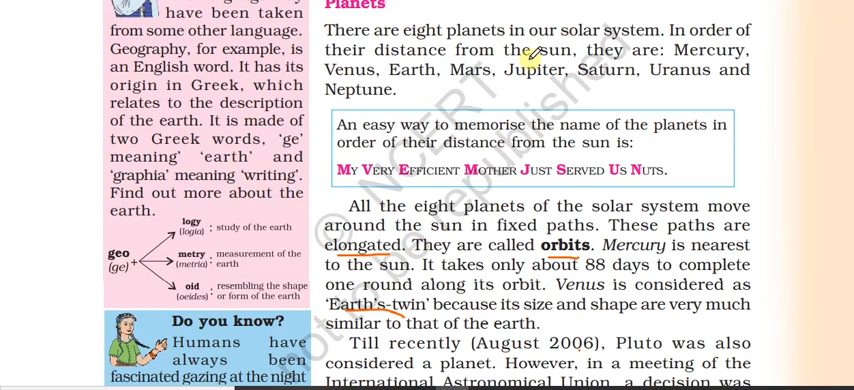 have been taken
from some other language.
Geography, for example, is
an English word. It has its
origin in Greek, which
relates to the description
of the earth. It is made of
two Greek words, ‘ge’
meaning’ ‘earth’ and
‘graphia’ meaning ‘writing’.
Find out more about the
earth.
logy
(logia) : study of the earth
geo
(ge) +
metry : measurement of the
(metria) earth
oid : resembling the shape
(oeides) or form of the earth
Do you know?
Humans have
always been
fascinated gazing at the night
Planets
There are eight planets in our solar system. In order of
their distance from the sun, they are: Mercury,
Venus, Earth, Mars, Jupiter, Saturn, Uranus and
Neptune.
An easy way to memorise the name of the planets in
order of their distance from the sun is:
MY VERY EFFICIENT MOTHER JUST SERVED US NUTS.
All the eight planets of the solar system move
around the sun in fixed paths. These paths are
elongated. They are called orbits. Mercury is nearest
to the sun. It takes only about 88 days to complete
one round along its orbit. Venus is considered as
‘Earth’s-twin’ because its size and shape are very much
similar to that of the earth.
Till recently (August 2006), Pluto was also
considered a planet. However, in a meeting of the
International Astronomical Union, a decision was
© NCERT
not to be republished